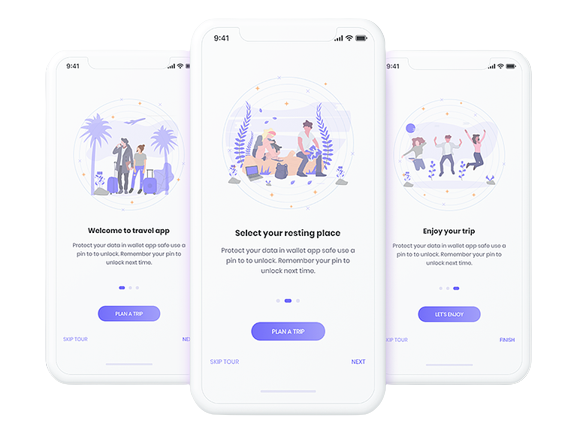 9:41
Welcome to travel app
Protect your data in wallet app safe use a
pin to to unlock. Remember your pin to
unlock next time.
PLAN A TRIP
SKIP TOUR
9:41
Select your resting place
Protect your data in wallet app safe use a
pin to to unlock. Remember your pin to
unlock next time.
PLAN A TRIP
SKIP TOUR
NEXT
9:41
Enjoy your trip
Protect your data in wallet app safe use a
pin to to unlock. Remember your pin to
unlock next time.
LET'S ENJOY
TOUR
FINISH